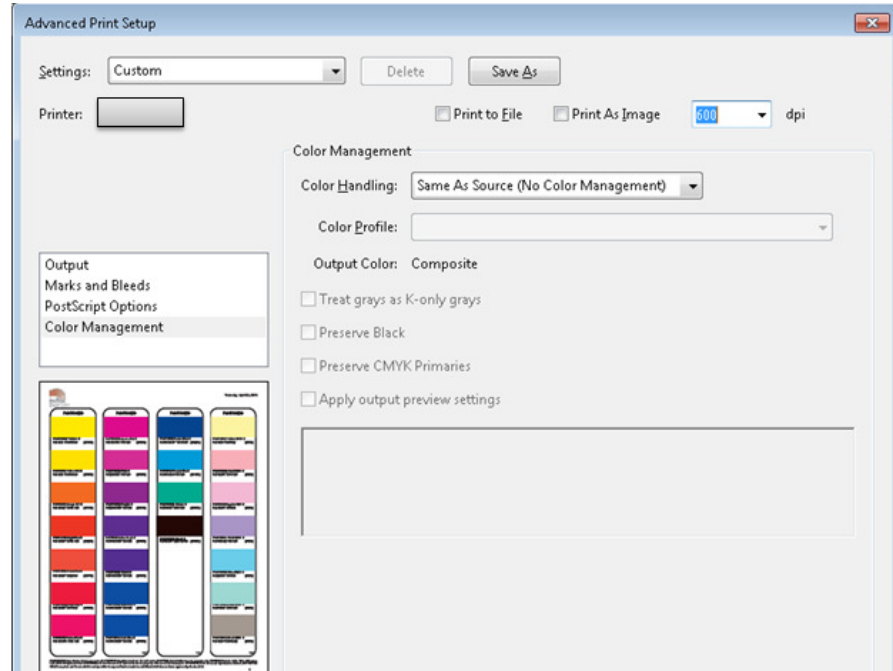 Advanced Print Setup
Settings: Custom Delete Save As
Printer: Print to File Print As Image 600 dpi
Color Management
Color Handling: Same As Source (No Color Management)
Color Profile:
Output Color: Composite
Treat grays as K-only grays
Preserve Black
Preserve CMYK Primaries
Apply output preview settings
Output
Marks and Bleeds
PostScript Options
Color Management